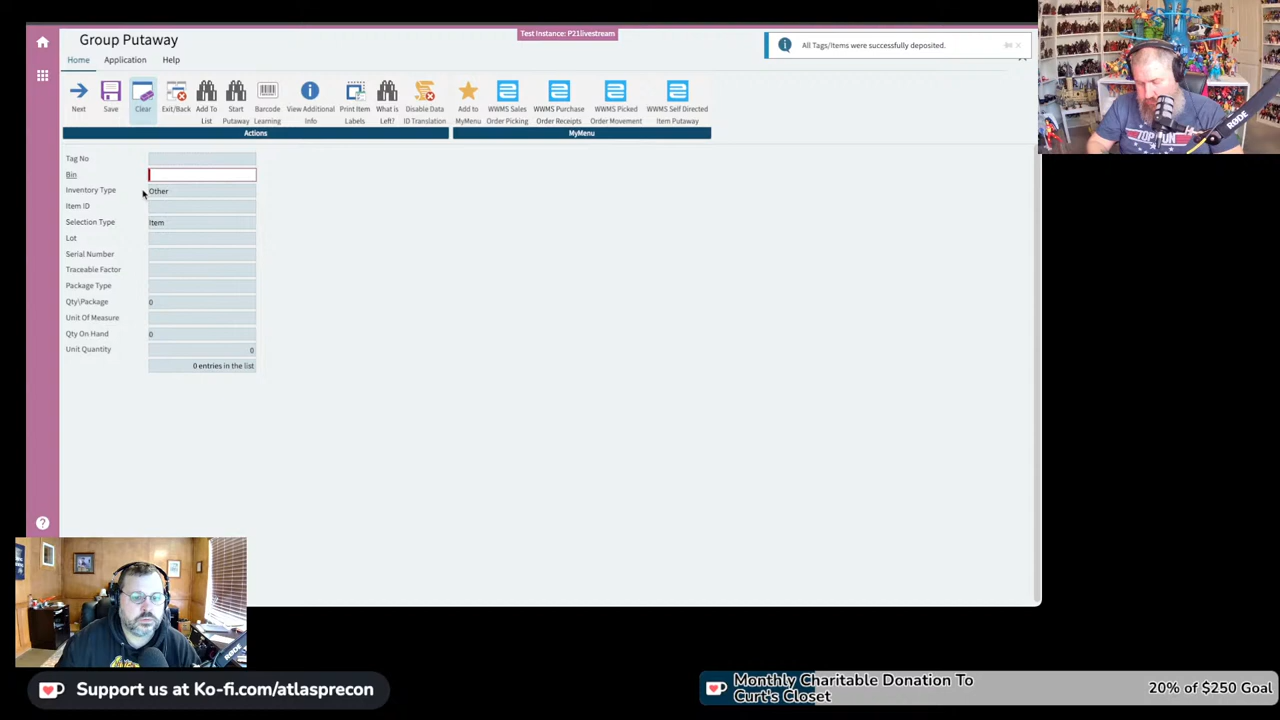 Group Putaway
Test Instance: P21livestream
All Tags/Items were successfully deposited.
Home Application Help
Next
Save
Clear
Exit/Back
Add To
List
Start
Putaway
Barcode
Learning
View Additional
Info
Print Item
Labels
What is
Left?
Disable Data
ID Translation
Add to
MyMenu
WWMS Sales
Order Picking
WWMS Purchase
Order Receipts
WWMS Picked
Order Movement
WWMS Self Directed
Item Putaway
Actions
MyMenu
Tag No
Bin
Inventory Type Other
Item ID
Selection Type Item
Lot
Serial Number
Traceable Factor
Package Type
Qty\Package 0
Unit Of Measure
Qty On Hand 0
Unit Quantity 0
0 entries in the list
TOP GUN
RODE
Support us at Ko-fi.com/atlasprecon
Monthly Charitable Donation To
Curt's Closet
20% of $250 Goal